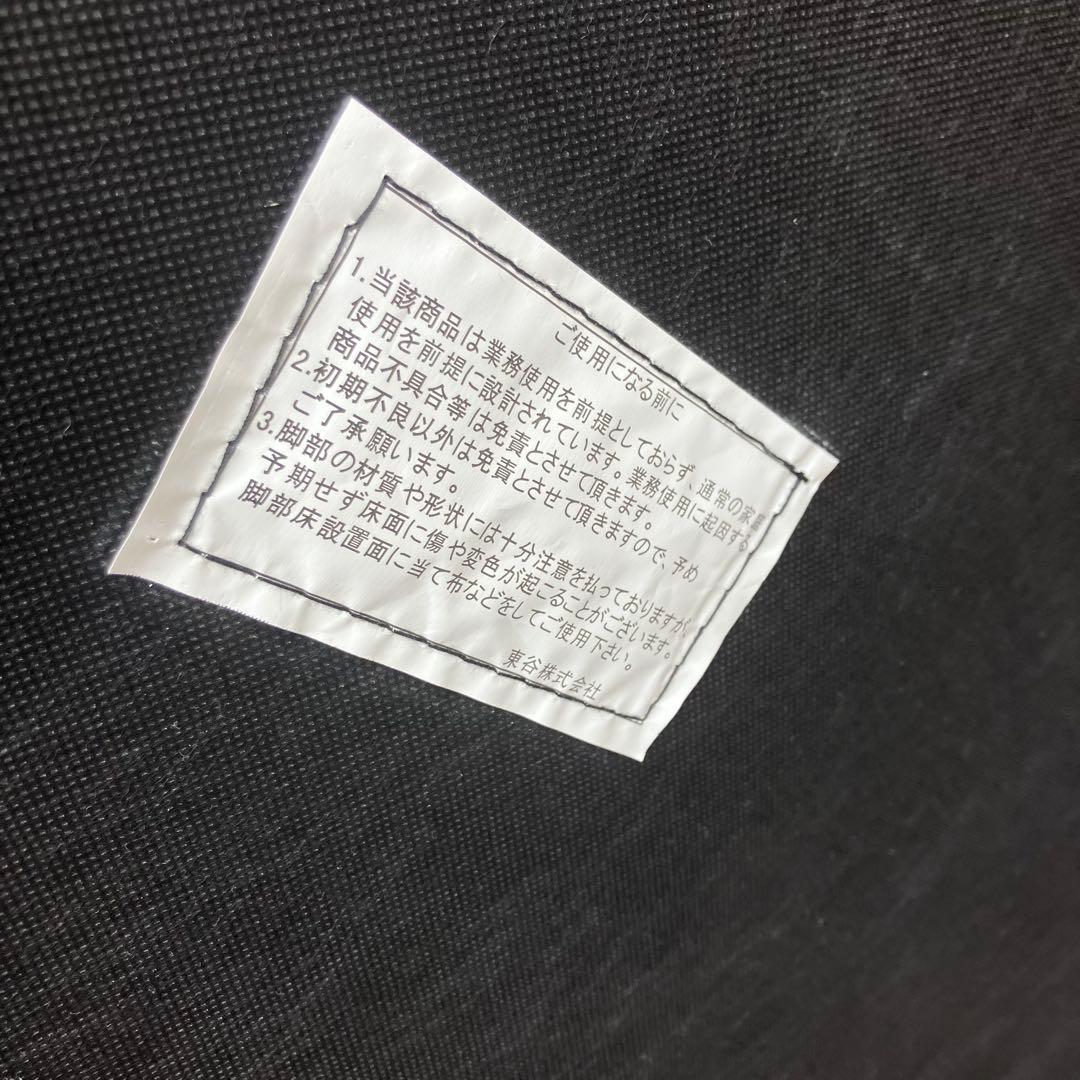 ご使用になる前に
1.当該商品は業務使用を前提としておらず、通常の家庭
使用を前提に設計されています。業務使用に起因する
商品不具合等は免責とさせて頂きます。
2.初期不良以外は免責とさせて頂きますので、予め
ご了承願います。
3.脚部の材質や形状には十分注意を払っておりますが、
予期せず床面に傷や変色が起こることがございます。
脚部床設置面に当て布などをしてご使用下さい。
東谷株式会社